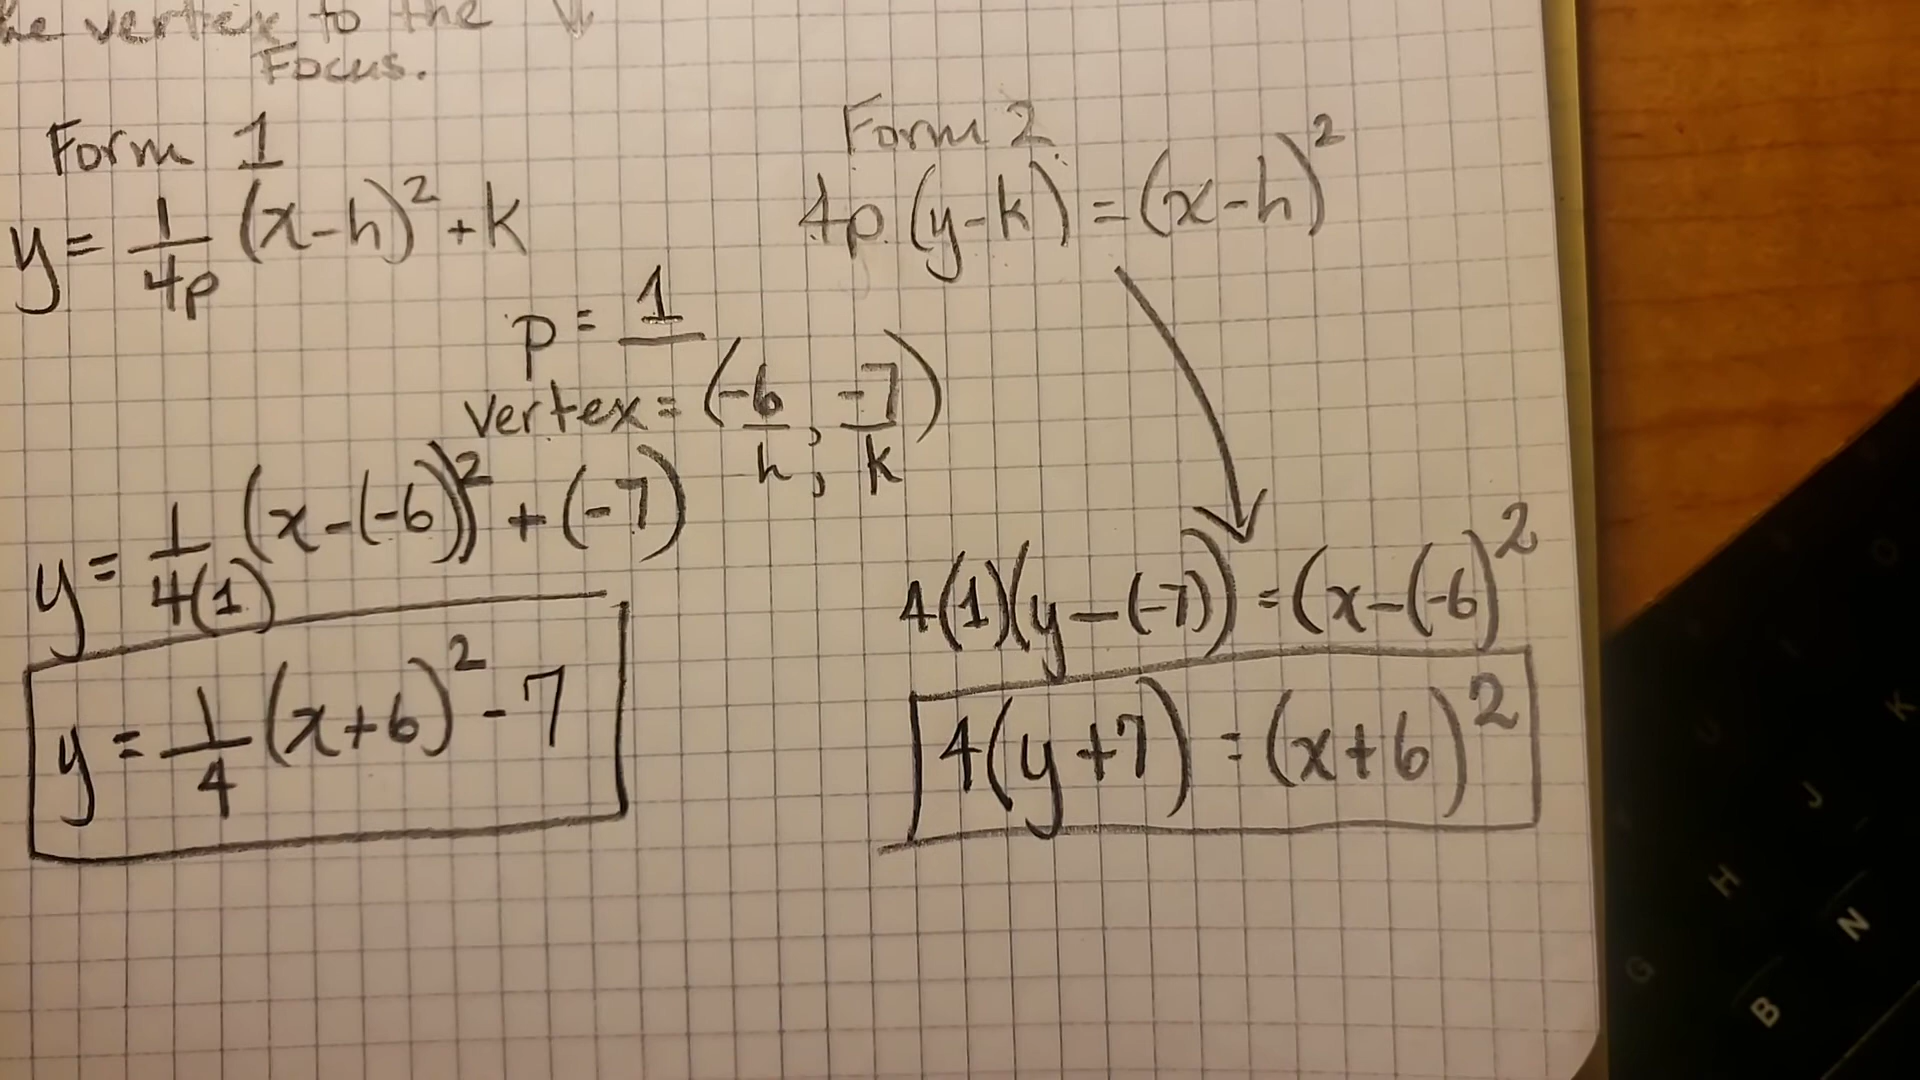 the vertex to the
Focus.
Form 1
y = 1/4p (x-h)² + k
Form 2
4p (y-k) = (x-h)²
p = 1
vertex = (-6, -7)
h, k
y = 1/4(1) (x-(-6))² + (-7)
y = 1/4 (x+6)² - 7
4(1)(y-(-7)) = (x-(-6)²
4(y+7) = (x+6)²
K
J
H
N
G
B